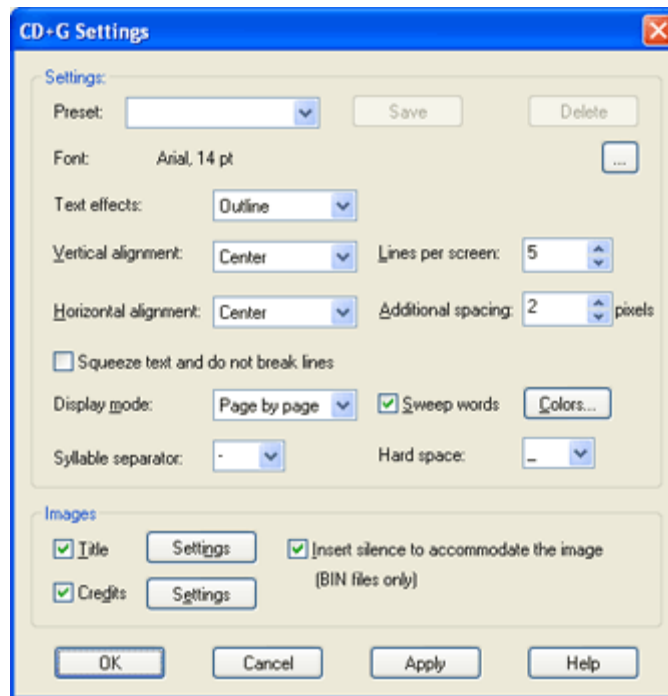 CD+G Settings
Settings:
Preset: Save Delete
Font: Arial, 14 pt ...
Text effects: Outline
Vertical alignment: Center Lines per screen: 5
Horizontal alignment: Center Additional spacing: 2 pixels
Squeeze text and do not break lines
Display mode: Page by page Sweep words Colors...
Syllable separator: - Hard space: _
Images
Title Settings Insert silence to accommodate the image
(BIN files only)
Credits Settings
OK Cancel Apply Help